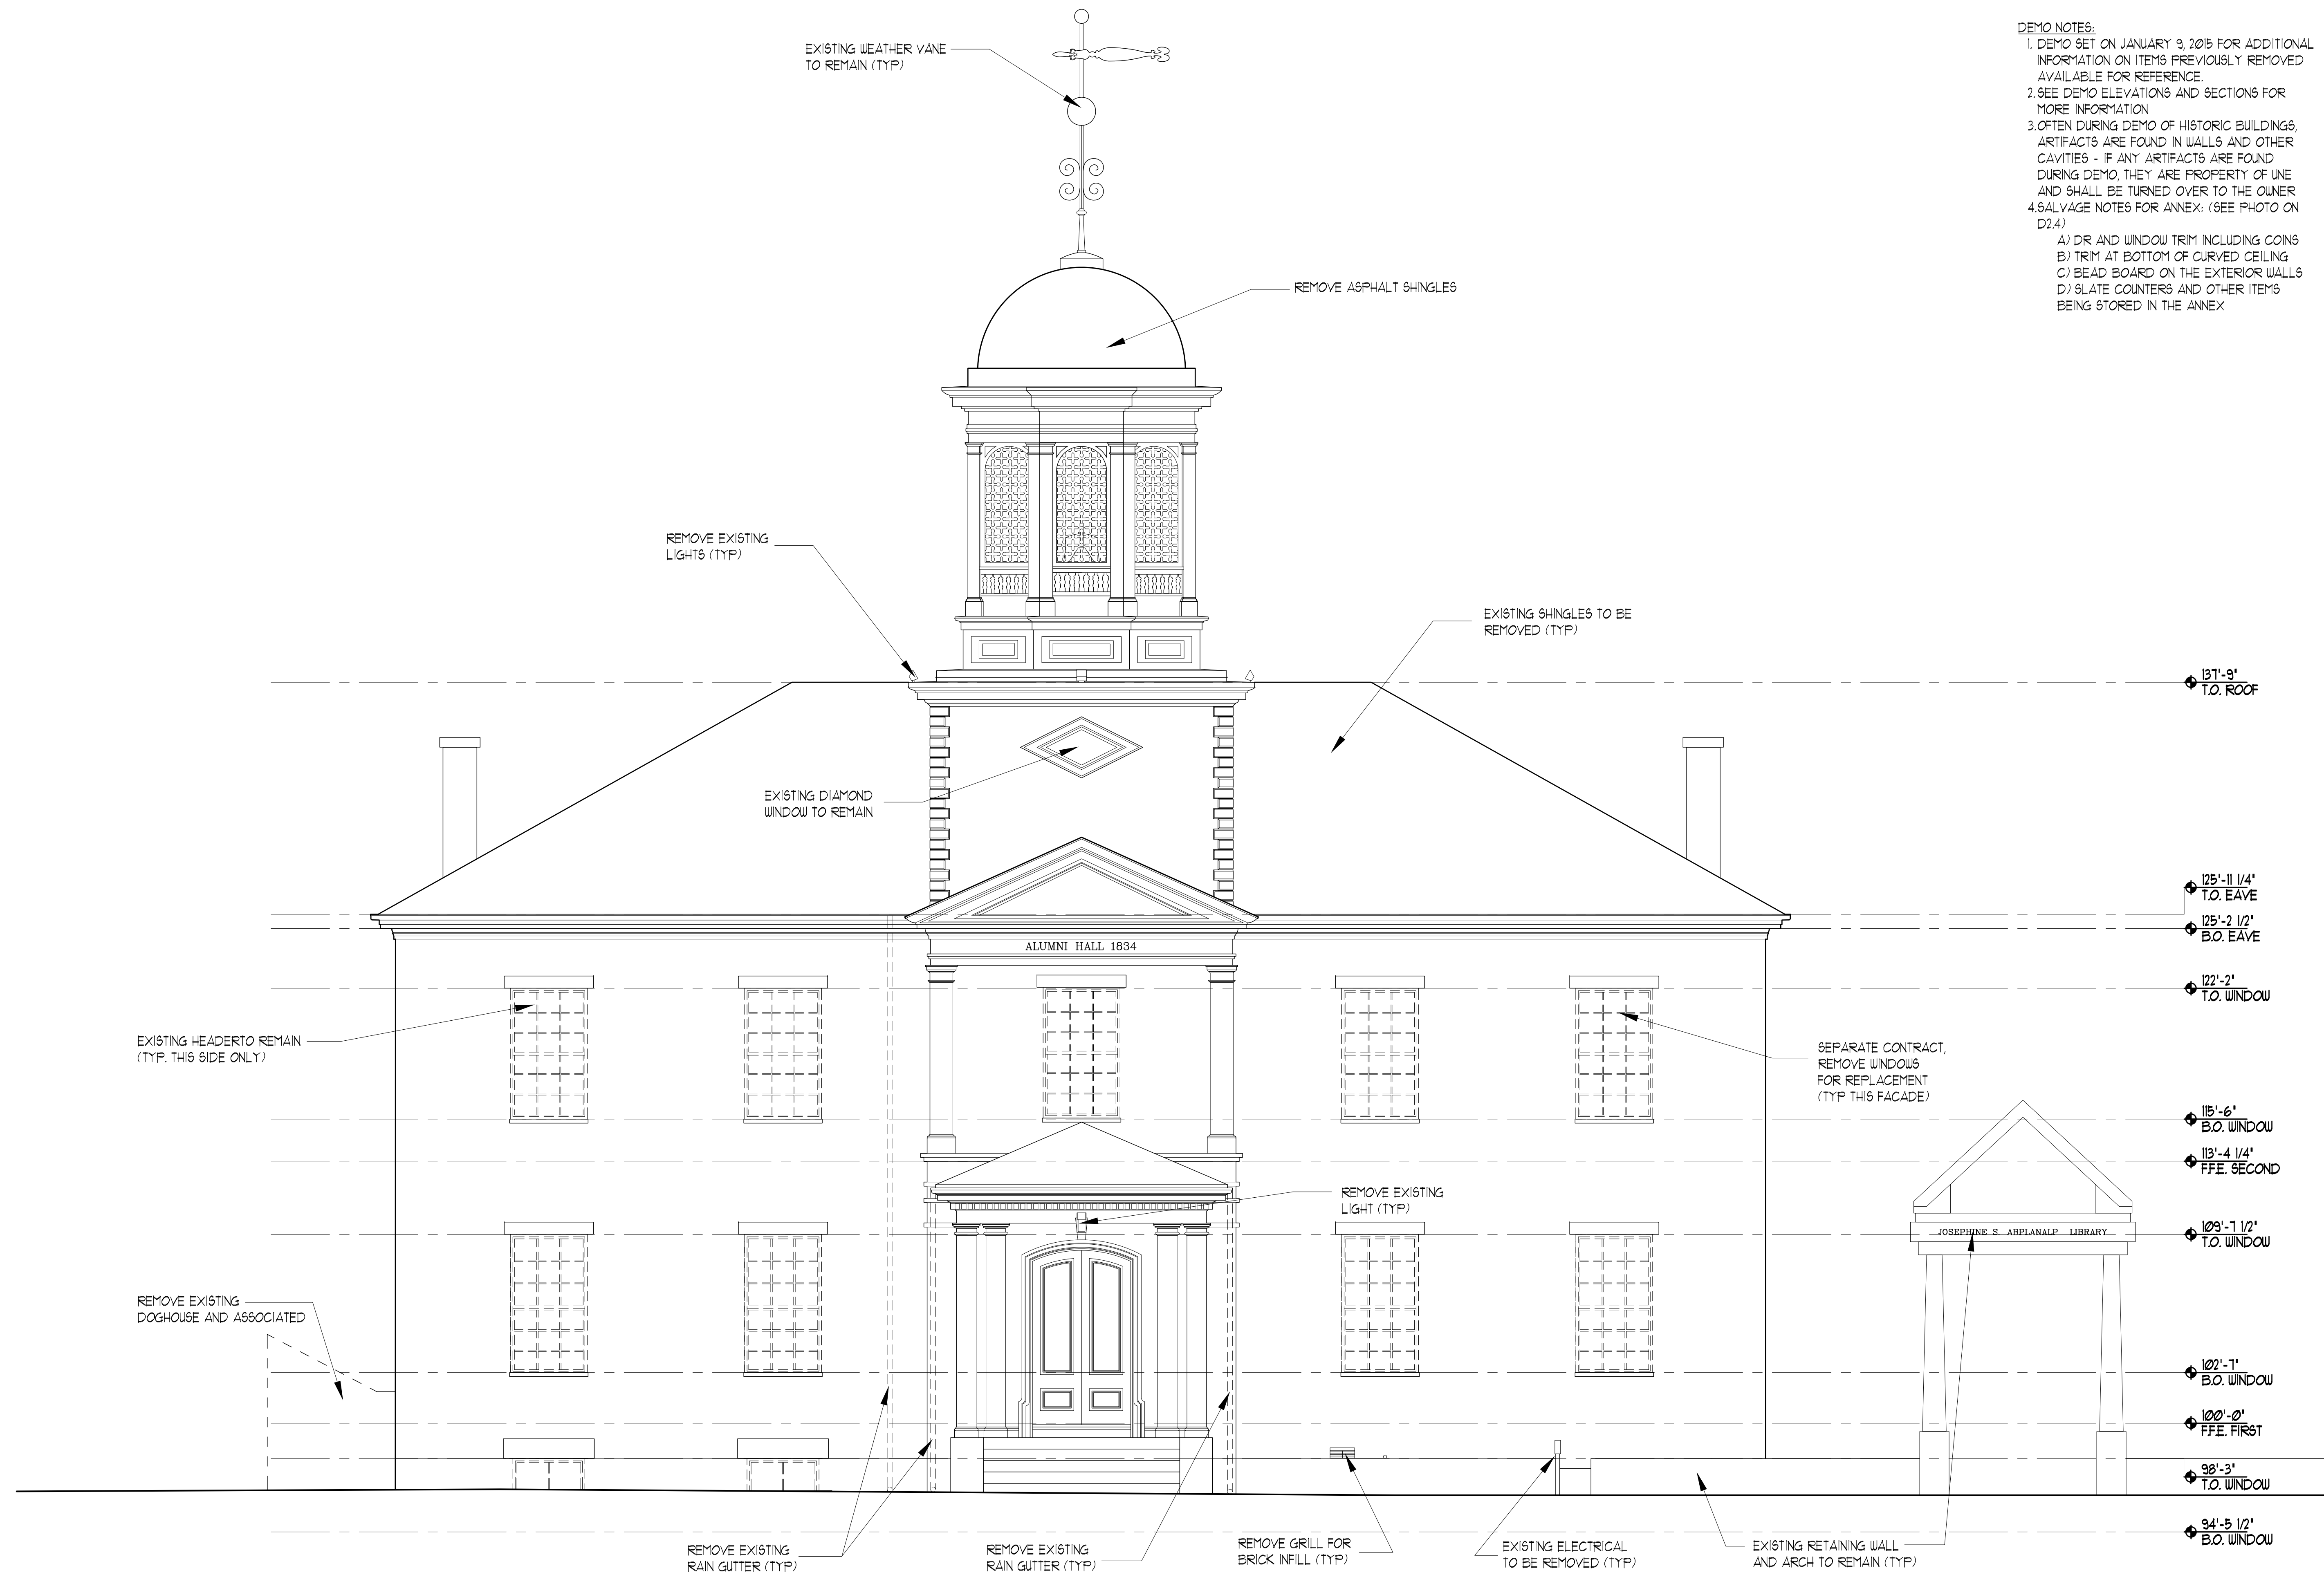 DEMO NOTES:
1. DEMO SET ON JANUARY 9, 2015 FOR ADDITIONAL
INFORMATION ON ITEMS PREVIOUSLY REMOVED
AVAILABLE FOR REFERENCE.
2. SEE DEMO ELEVATIONS AND SECTIONS FOR
MORE INFORMATION
3. OFTEN DURING DEMO OF HISTORIC BUILDINGS,
ARTIFACTS ARE FOUND IN WALLS AND OTHER
CAVITIES - IF ANY ARTIFACTS ARE FOUND
DURING DEMO, THEY ARE PROPERTY OF UNE
AND SHALL BE TURNED OVER TO THE OWNER
4. SALVAGE NOTES FOR ANNEX: (SEE PHOTO ON
D2.4)
A) DR AND WINDOW TRIM INCLUDING COINS
B) TRIM AT BOTTOM OF CURVED CEILING
C) BEAD BOARD ON THE EXTERIOR WALLS
D) SLATE COUNTERS AND OTHER ITEMS
BEING STORED IN THE ANNEX
EXISTING WEATHER VANE
TO REMAIN (TYP)
REMOVE ASPHALT SHINGLES
REMOVE EXISTING
LIGHTS (TYP)
EXISTING SHINGLES TO BE
REMOVED (TYP)
137'-9"
T.O. ROOF
EXISTING DIAMOND
WINDOW TO REMAIN
125'-11 1/4"
T.O. EAVE
125'-2 1/2"
B.O. EAVE
ALUMNI HALL 1834
122'-2"
T.O. WINDOW
EXISTING HEADERTO REMAIN
(TYP. THIS SIDE ONLY)
SEPARATE CONTRACT,
REMOVE WINDOWS
FOR REPLACEMENT
(TYP THIS FACADE)
115'-6"
B.O. WINDOW
113'-4 1/4"
F.F.E. SECOND
REMOVE EXISTING
LIGHT (TYP)
109'-7 1/2"
T.O. WINDOW
JOSEPHINE S. ABPLANALP LIBRARY
REMOVE EXISTING
DOGHOUSE AND ASSOCIATED
102'-7"
B.O. WINDOW
100'-0"
F.F.E. FIRST
98'-3"
T.O. WINDOW
94'-5 1/2"
B.O. WINDOW
REMOVE EXISTING
RAIN GUTTER (TYP)
REMOVE EXISTING
RAIN GUTTER (TYP)
REMOVE GRILL FOR
BRICK INFILL (TYP)
EXISTING ELECTRICAL
TO BE REMOVED (TYP)
EXISTING RETAINING WALL
AND ARCH TO REMAIN (TYP)